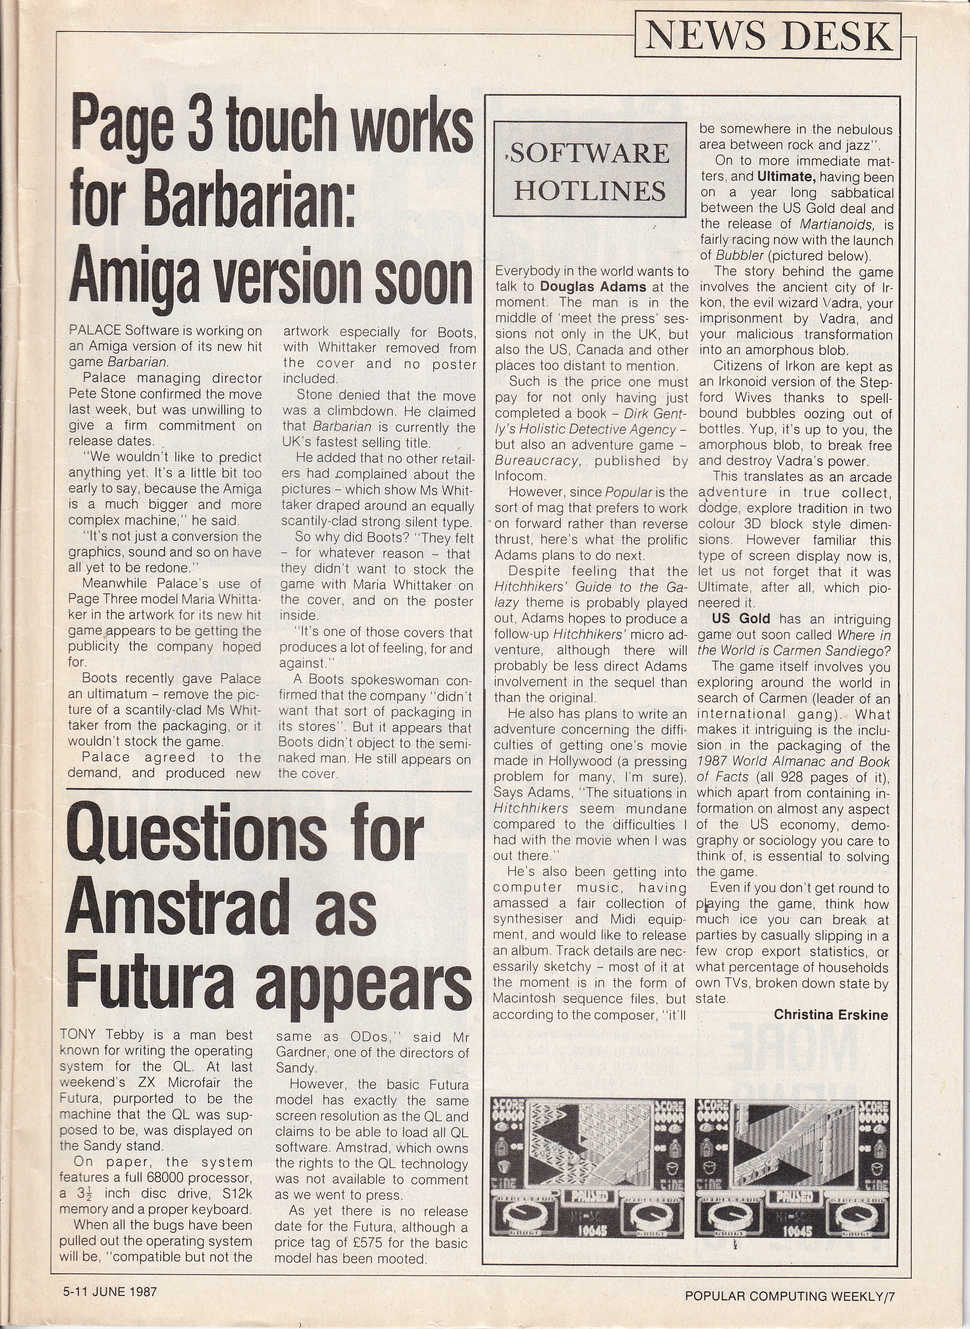 NEWS DESK
Page 3 touch works
for Barbarian:
Amiga version soon
PALACE Software is working on
an Amiga version of its new hit
game Barbarian.
Palace managing director
Pete Stone confirmed the move
last week, but was unwilling to
give a firm commitment on
release dates.
"We wouldn't like to predict
anything yet. It's a little bit too
early to say, because the Amiga
is a much bigger and more
complex machine," he said.
"It's not just a conversion the
graphics, sound and so on have
all yet to be redone."
Meanwhile Palace's use of
Page Three model Maria Whitta-
ker in the artwork for its new hit
game appears to be getting the
publicity the company hoped
for.
Boots recently gave Palace
an ultimatum – remove the pic-
ture of a scantily-clad Ms Whit-
taker from the packaging, or it
wouldn't stock the game.
Palace agreed to the
demand, and produced new
artwork especially for Boots,
with Whittaker removed from
the cover and no poster
included.
Stone denied that the move
was a climbdown. He claimed
that Barbarian is currently the
UK's fastest selling title.
He added that no other retail-
ers had complained about the
pictures – which show Ms Whit-
taker draped around an equally
scantily-clad strong silent type.
So why did Boots? "They felt
– for whatever reason – that
they didn't want to stock the
game with Maria Whittaker on
the cover, and on the poster
inside.
"It's one of those covers that
produces a lot of feeling, for and
against."
A Boots spokeswoman con-
firmed that the company "didn't
want that sort of packaging in
its stores". But it appears that
Boots didn't object to the semi-
naked man. He still appears on
the cover.
Questions for
Amstrad as
Futura appears
TONY Tebby is a man best
known for writing the operating
system for the QL. At last
weekend's ZX Microfair the
Futura, purported to be the
machine that the QL was sup-
posed to be, was displayed on
the Sandy stand.
On paper, the system
features a full 68000 processor,
a 3½ inch disc drive, S12k
memory and a proper keyboard.
When all the bugs have been
pulled out the operating system
will be, "compatible but not the
same as ODos," said Mr
Gardner, one of the directors of
Sandy.
However, the basic Futura
model has exactly the same
screen resolution as the QL and
claims to be able to load all QL
software. Amstrad, which owns
the rights to the QL technology
was not available to comment
as we went to press.
As yet there is no release
date for the Futura, although a
price tag of £575 for the basic
model has been mooted.
SOFTWARE
HOTLINES
Everybody in the world wants to
talk to Douglas Adams at the
moment. The man is in the
middle of 'meet the press' ses-
sions not only in the UK, but
also the US, Canada and other
places too distant to mention.
Such is the price one must
pay for not only having just
completed a book – Dirk Gent-
ly's Holistic Detective Agency –
but also an adventure game –
Bureaucracy, published by
Infocom.
However, since Popular is the
sort of mag that prefers to work
on forward rather than reverse
thrust, here's what the prolific
Adams plans to do next.
Despite feeling that the
Hitchhikers' Guide to the Ga-
lazy theme is probably played
out, Adams hopes to produce a
follow-up Hitchhikers' micro ad-
venture, although there will
probably be less direct Adams
involvement in the sequel than
than the original.
He also has plans to write an
adventure concerning the diffi-
culties of getting one's movie
made in Hollywood (a pressing
problem for many, I'm sure).
Says Adams, "The situations in
Hitchhikers seem mundane
compared to the difficulties I
had with the movie when I was
out there."
He's also been getting into
computer music, having
amassed a fair collection of
synthesiser and Midi equip-
ment, and would like to release
an album. Track details are nec-
essarily sketchy – most of it at
the moment is in the form of
Macintosh sequence files, but
according to the composer, "it'll
be somewhere in the nebulous
area between rock and jazz".
On to more immediate mat-
ters, and Ultimate, having been
on a year long sabbatical
between the US Gold deal and
the release of Martianoids, is
fairly racing now with the launch
of Bubbler (pictured below).
The story behind the game
involves the ancient city of Ir-
kon, the evil wizard Vadra, your
imprisonment by Vadra, and
your malicious transformation
into an amorphous blob.
Citizens of Irkon are kept as
an Irkonoid version of the Step-
ford Wives thanks to spell-
bound bubbles oozing out of
bottles. Yup, it's up to you, the
amorphous blob, to break free
and destroy Vadra's power.
This translates as an arcade
adventure in true collect,
dodge, explore tradition in two
colour 3D block style dimen-
sions. However familiar this
type of screen display now is,
let us not forget that it was
Ultimate, after all, which pio-
neered it.
US Gold has an intriguing
game out soon called Where in
the World is Carmen Sandiego?
The game itself involves you
exploring around the world in
search of Carmen (leader of an
international gang). What
makes it intriguing is the inclu-
sion in the packaging of the
1987 World Almanac and Book
of Facts (all 928 pages of it),
which apart from containing in-
formation on almost any aspect
of the US economy, demo-
graphy or sociology you care to
think of, is essential to solving
the game.
Even if you don't get round to
playing the game, think how
much ice you can break at
parties by casually slipping in a
few crop export statistics, or
what percentage of households
own TVs, broken down state by
state.
Christina Erskine
SCORE
SCORE
TIME
PAUSED
10645
SCORE
SCORE
TIME
PAUSED
10645
5-11 JUNE 1987
POPULAR COMPUTING WEEKLY/7